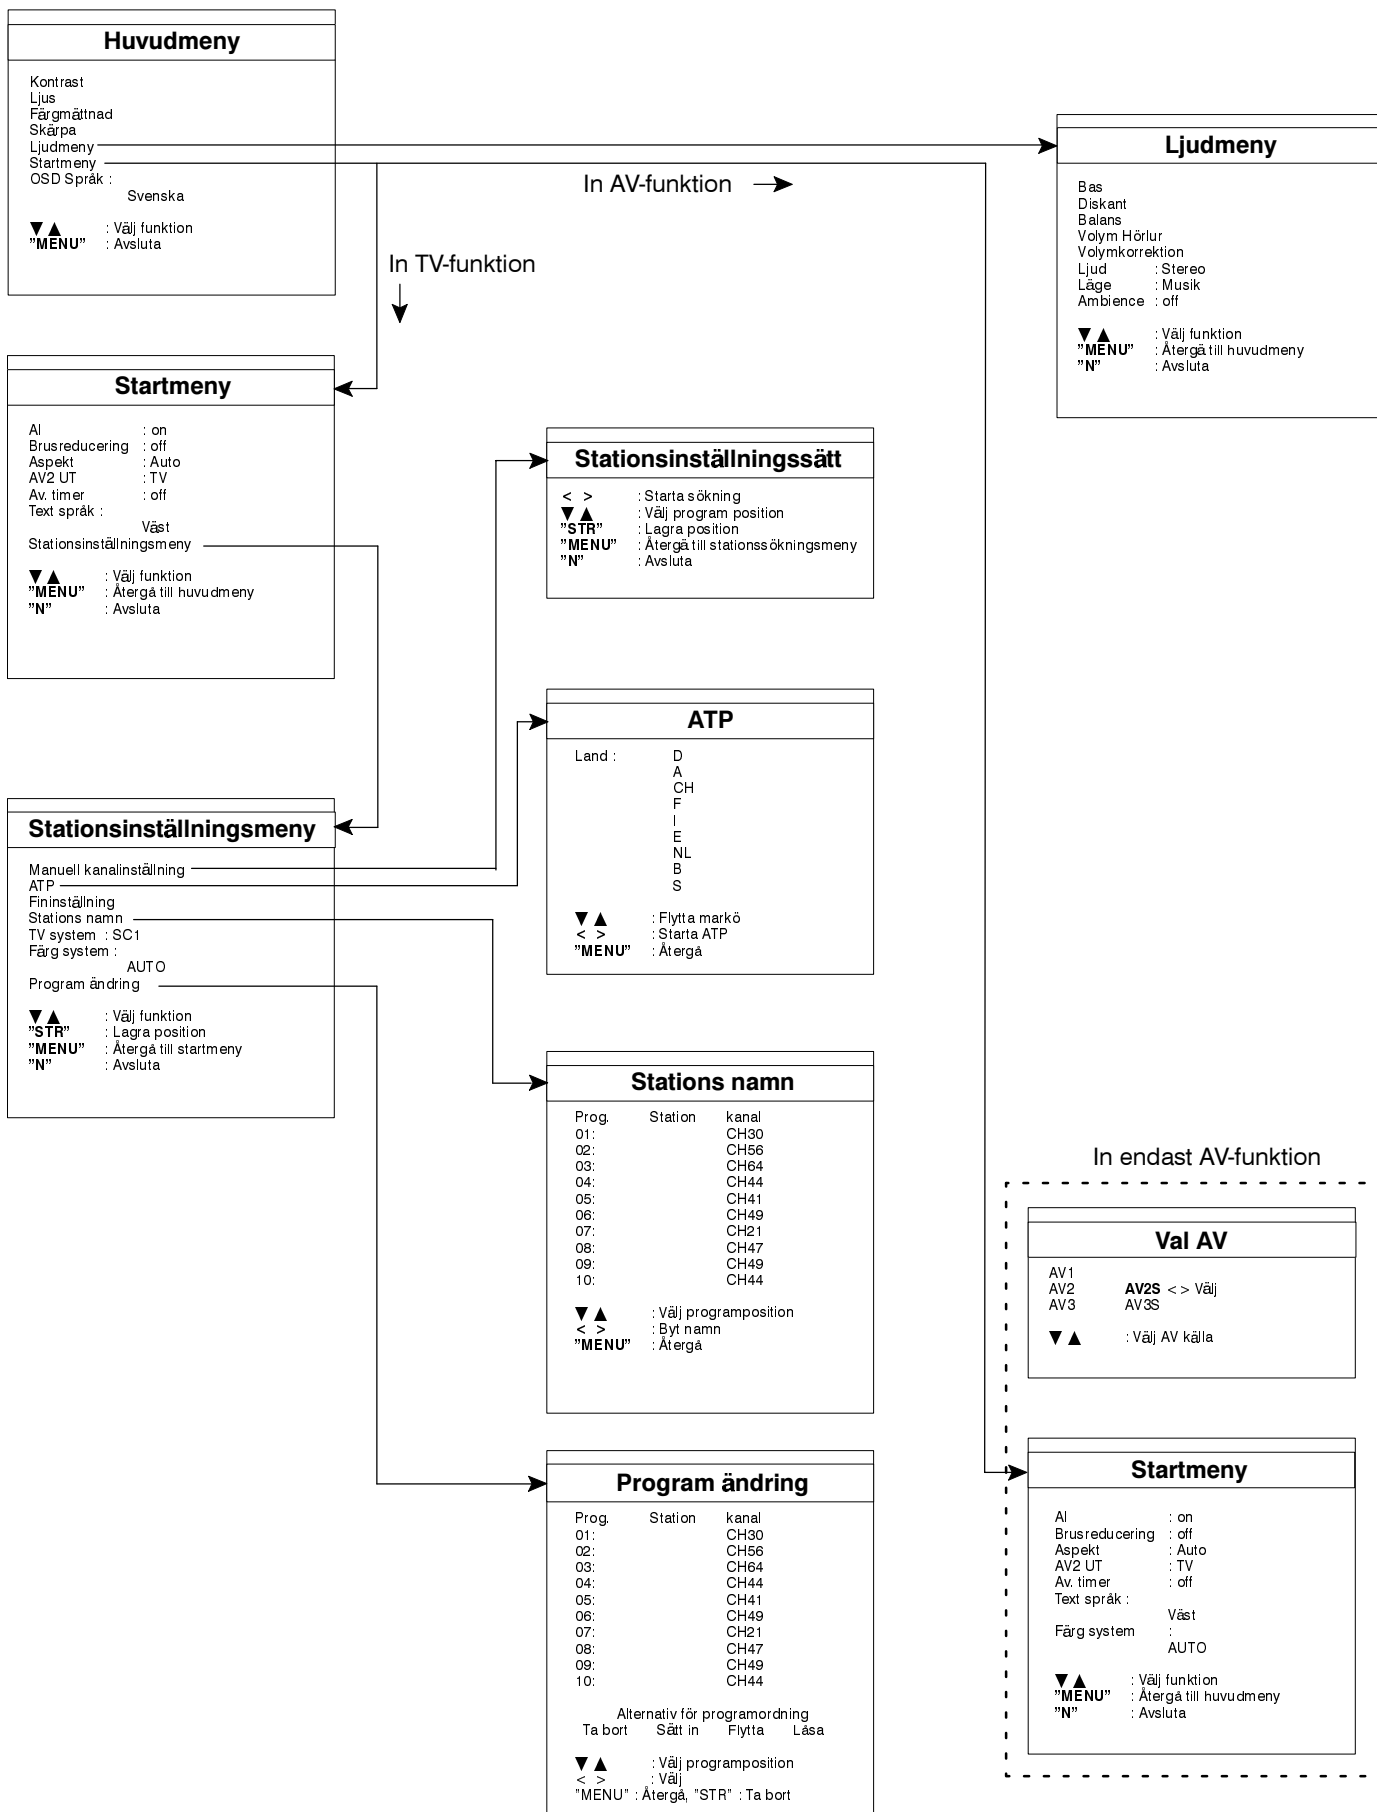 Huvudmeny
Kontrast
Ljus
Färgmättnad
Skärpa
Ljudmeny
Startmeny
OSD Språk :
Svenska
▼ ▲ : Välj funktion
"MENU" : Avsluta
In AV-funktion
In TV-funktion
Ljudmeny
Bas
Diskant
Balans
Volym Hörlur
Volymkorrektion
Ljud : Stereo
Läge : Musik
Ambience : off
▼ ▲ : Välj funktion
"MENU" : Återgå till huvudmeny
"N" : Avsluta
Startmeny
AI : on
Brusreducering : off
Aspekt : Auto
AV2 UT : TV
Av. timer : off
Text språk :
Väst
Stationsinställningsmeny
▼ ▲ : Välj funktion
"MENU" : Återgå till huvudmeny
"N" : Avsluta
Stationsinställningssätt
< > : Starta sökning
▼ ▲ : Välj program position
"STR" : Lagra position
"MENU" : Återgå till stationssökningsmeny
"N" : Avsluta
ATP
Land : D
A
CH
F
I
E
NL
B
S
▼ ▲ : Flytta markö
< > : Starta ATP
"MENU" : Återgå
Stationsinställningsmeny
Manuell kanalinställning
ATP
Fininställning
Stations namn
TV system : SC1
Färg system :
AUTO
Program ändring
▼ ▲ : Välj funktion
"STR" : Lagra position
"MENU" : Återgå till startmeny
"N" : Avsluta
Stations namn
Prog. Station kanal
01: CH30
02: CH56
03: CH64
04: CH44
05: CH41
06: CH49
07: CH21
08: CH47
09: CH49
10: CH44
▼ ▲ : Välj programposition
< > : Byt namn
"MENU" : Återgå
Program ändring
Prog. Station kanal
01: CH30
02: CH56
03: CH64
04: CH44
05: CH41
06: CH49
07: CH21
08: CH47
09: CH49
10: CH44
Alternativ för programordning
Ta bort Sätt in Flytta Låsa
▼ ▲ : Välj programposition
< > : Välj
"MENU" : Återgå, "STR" : Ta bort
In endast AV-funktion
Val AV
AV1
AV2 AV2S < > Välj
AV3 AV3S
▼ ▲ : Välj AV källa
Startmeny
AI : on
Brusreducering : off
Aspekt : Auto
AV2 UT : TV
Av. timer : off
Text språk :
Väst
Färg system :
AUTO
▼ ▲ : Välj funktion
"MENU" : Återgå till huvudmeny
"N" : Avsluta